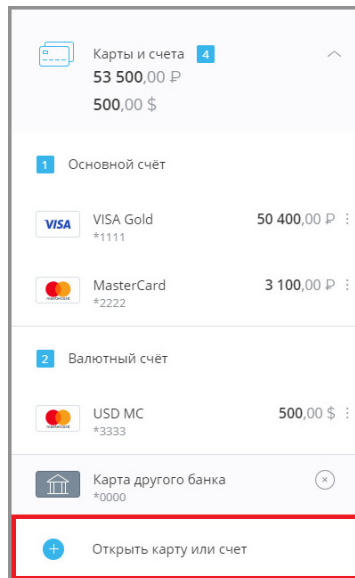 Карты и счета 4
53 500,00 ₽
500,00 $
1 Основной счёт
VISA VISA Gold 50 400,00 ₽
*1111
MasterCard 3 100,00 ₽
*2222
2 Валютный счёт
USD MC 500,00 $
*3333
Карта другого банка
*0000
Открыть карту или счет